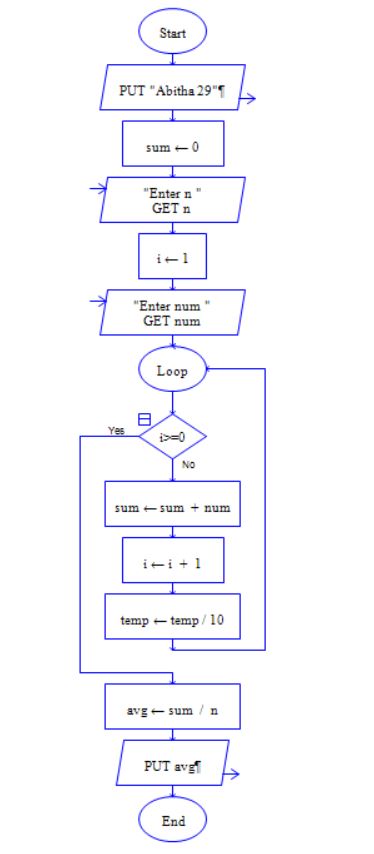 Start
PUT "Abitha 29"¶
sum ← 0
"Enter n "
GET n
i ← 1
"Enter num "
GET num
Loop
Yes
i>=0
No
sum ← sum + num
i ← i + 1
temp ← temp / 10
avg ← sum / n
PUT avg¶
End